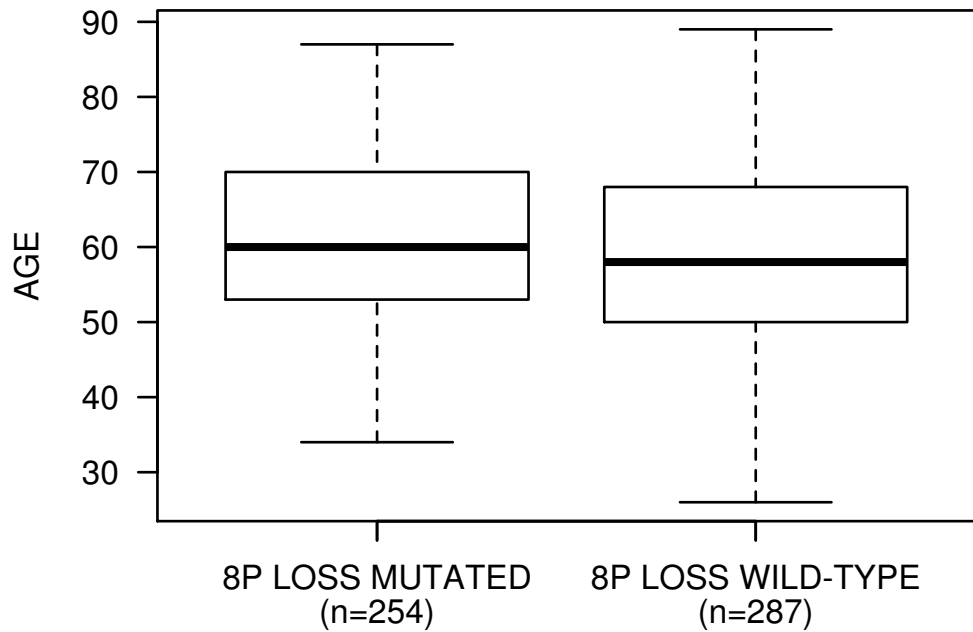 90
80
70
60
50
40
30
AGE
8P LOSS MUTATED
(n=254)
8P LOSS WILD-TYPE
(n=287)